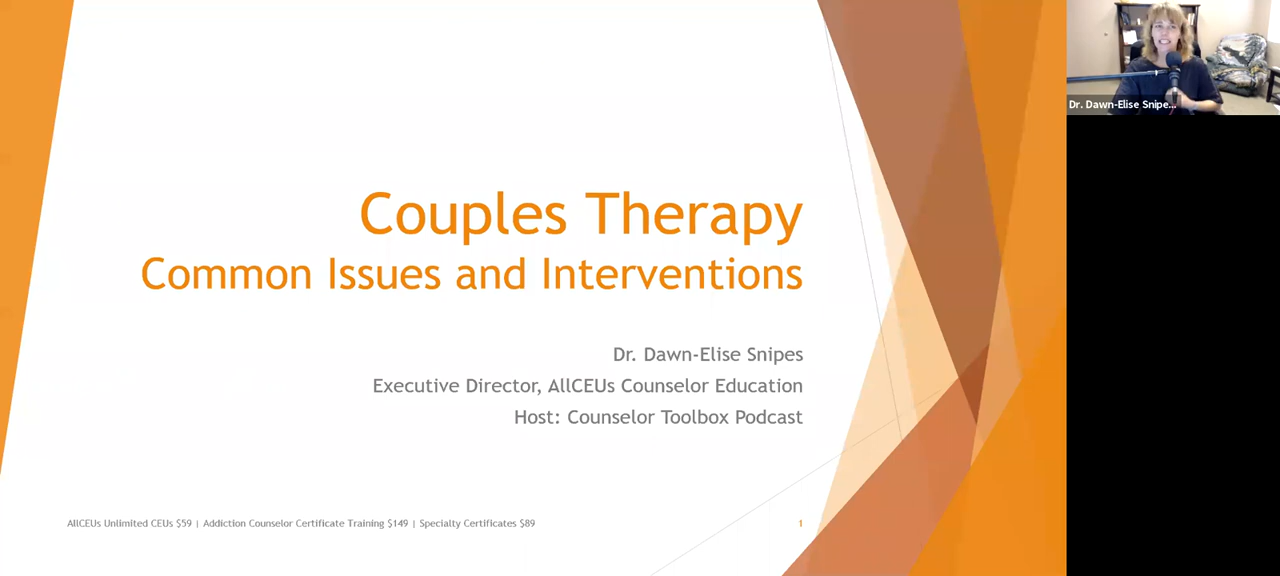 Couples Therapy
Common Issues and Interventions
Dr. Dawn-Elise Snipes
Executive Director, AllCEUs Counselor Education
Host: Counselor Toolbox Podcast
AllCEUs Unlimited CEUs $59 | Addiction Counselor Certificate Training $149 | Specialty Certificates $89
1
Dr. Dawn-Elise Snipe...